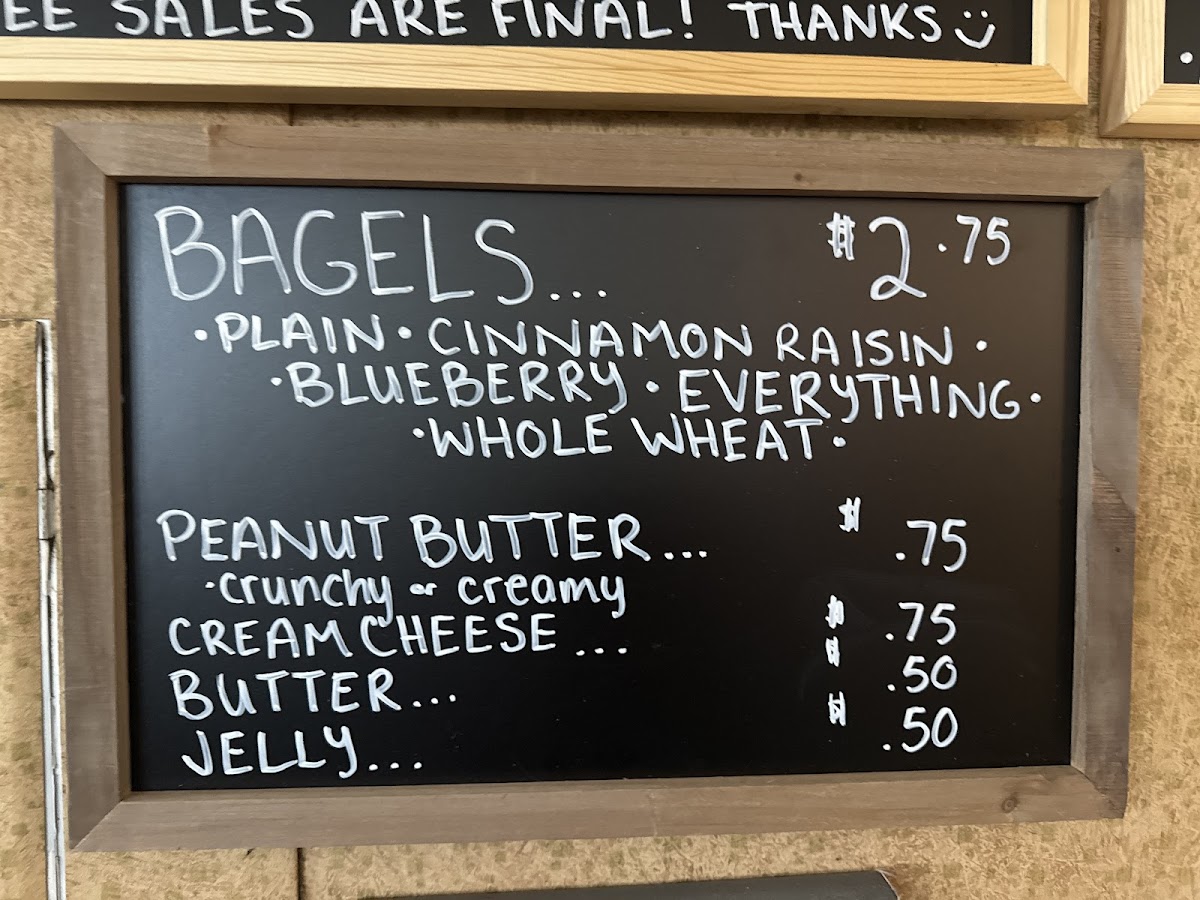 SALES ARE FINAL! THANKS
BAGELS... $2.75
•PLAIN•CINNAMON RAISIN•
•BLUEBERRY•EVERYTHING•
•WHOLE WHEAT•
PEANUT BUTTER... $.75
•crunchy or creamy
CREAM CHEESE... $.75
BUTTER... $.50
JELLY... $.50